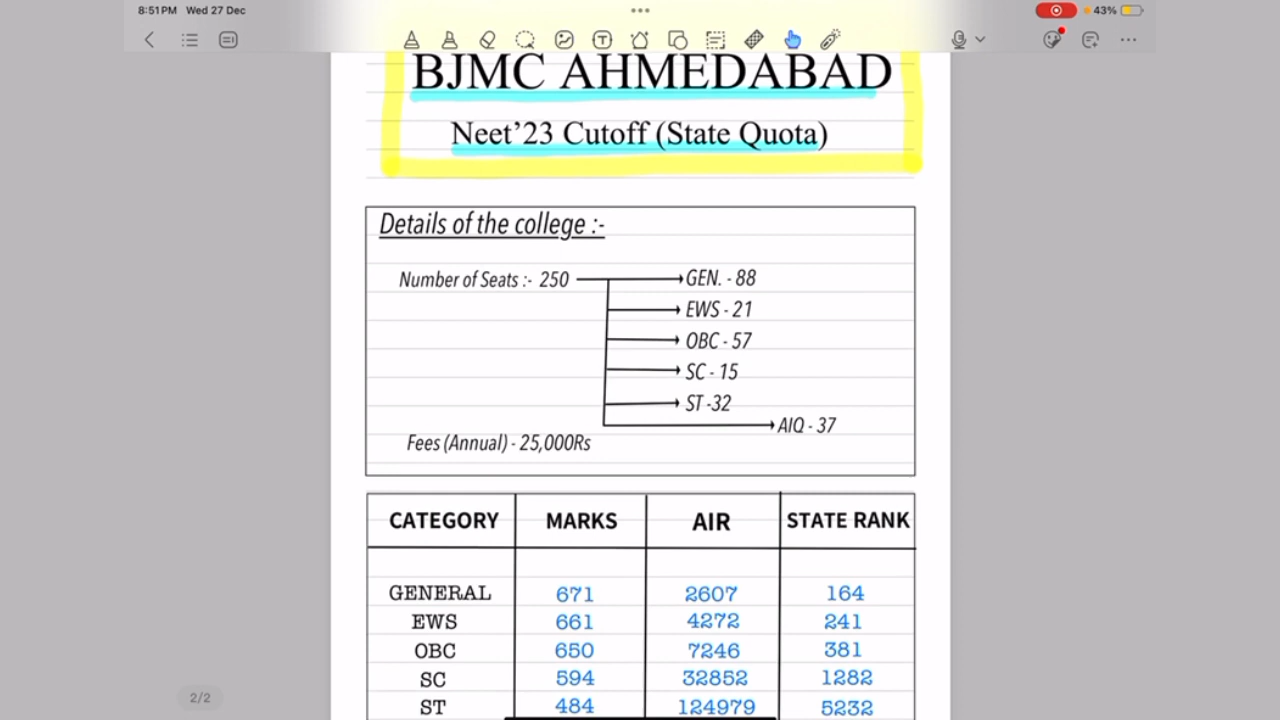 8:51 PM Wed 27 Dec
43%
BJMC AHMEDABAD
Neet'23 Cutoff (State Quota)
Details of the college :-
Number of Seats :- 250
GEN. - 88
EWS - 21
OBC - 57
SC - 15
ST -32
AIQ - 37
Fees (Annual) - 25,000Rs
CATEGORY MARKS AIR STATE RANK
GENERAL 671 2607 164
EWS 661 4272 241
OBC 650 7246 381
SC 594 32852 1282
ST 484 124979 5232
2/2